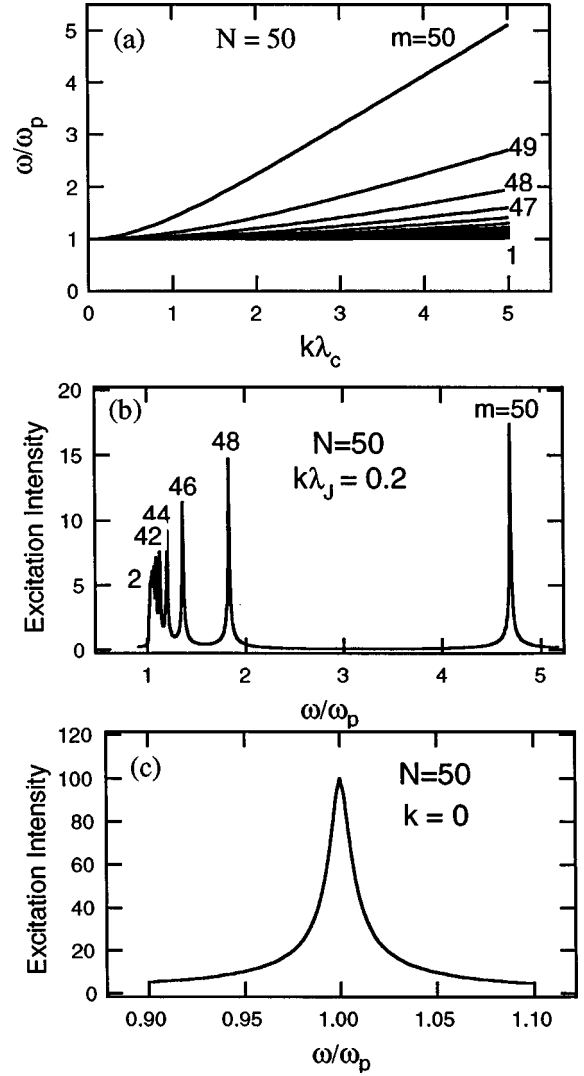 (a) N = 50 m=50
5
4
3
2
1
0
ω/ωp
49
48
47
1
0 1 2 3 4 5
kλc
(b)
20
15
10
5
0
Excitation Intensity
m=50
N=50
kλJ = 0.2
48
46
44
42
2
1 2 3 4 5
ω/ωp
(c)
120
100
80
60
40
20
0
Excitation Intensity
N=50
k = 0
0.90 0.95 1.00 1.05 1.10
ω/ωp